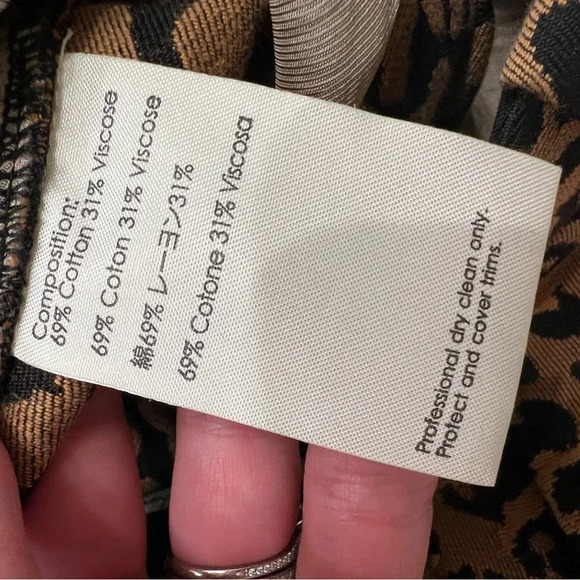 Composition:
69% Cotton 31% Viscose
69% Coton 31% Viscose
綿69% レーヨン31%
69% Cotone 31% Viscosa
Professional dry clean only.
Protect and cover trims.